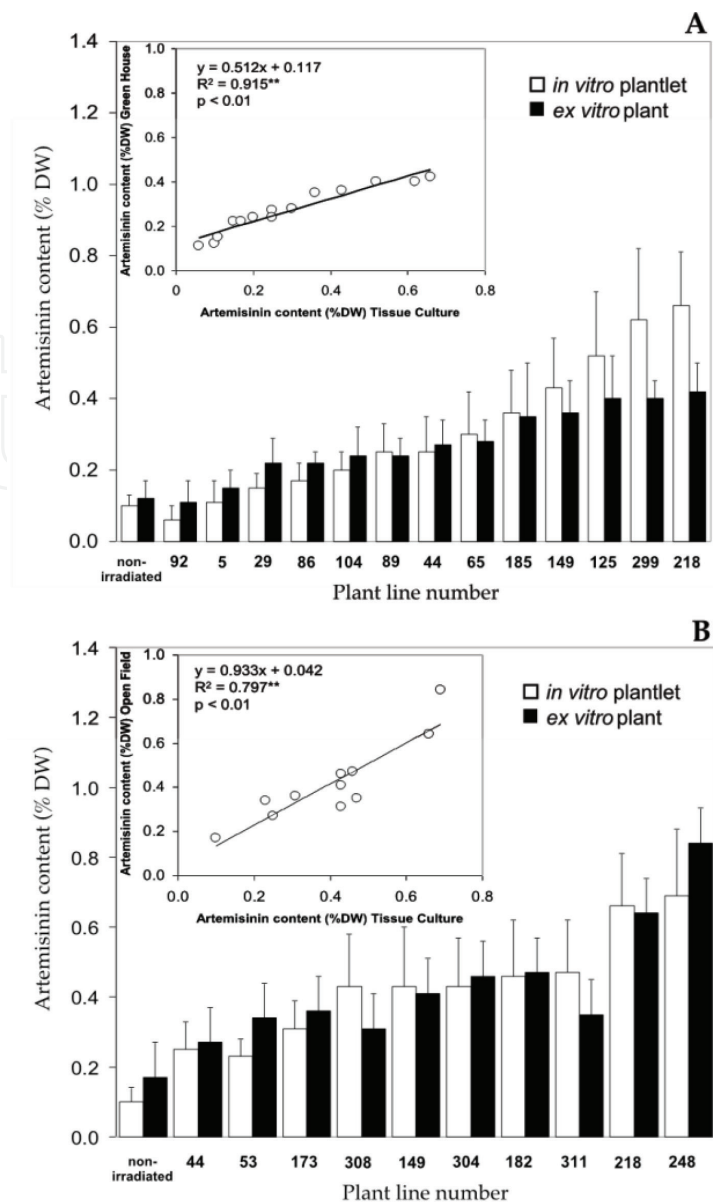 A
1.4
1.2
1.0
0.8
0.6
0.4
0.2
0.0
Artemisinin content (% DW)
in vitro plantlet
ex vitro plant
y = 0.512x + 0.117
R² = 0.915**
p < 0.01
Artemisinin content (%DW) Green House
1.0
0.8
0.6
0.4
0.2
0.0
0 0.2 0.4 0.6 0.8
Artemisinin content (%DW) Tissue Culture
non-irradiated 92 5 29 86 104 89 44 65 185 149 125 299 218
Plant line number
B
1.4
1.2
1.0
0.8
0.6
0.4
0.2
0.0
Artemisinin content (% DW)
in vitro plantlet
ex vitro plant
y = 0.933x + 0.042
R² = 0.797**
p < 0.01
Artemisinin content (%DW) Open Field
1.0
0.8
0.6
0.4
0.2
0.0
0.0 0.2 0.4 0.6 0.8
Artemisinin content (%DW) Tissue Culture
non-irradiated 44 53 173 308 149 304 182 311 218 248
Plant line number